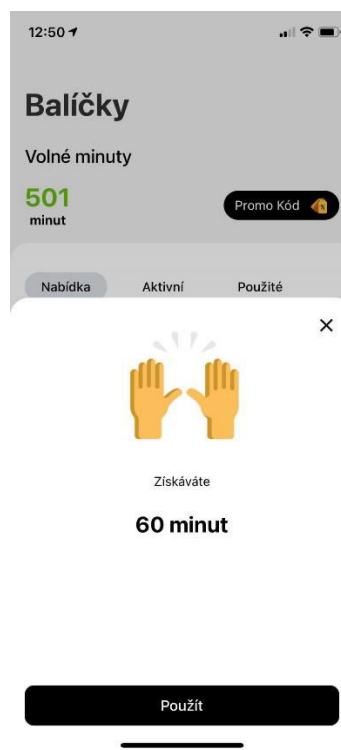 12:50
Balíčky
Volné minuty
501
minut
Promo Kód
Nabídka Aktivní Použité
Získáváte
60 minut
Použít